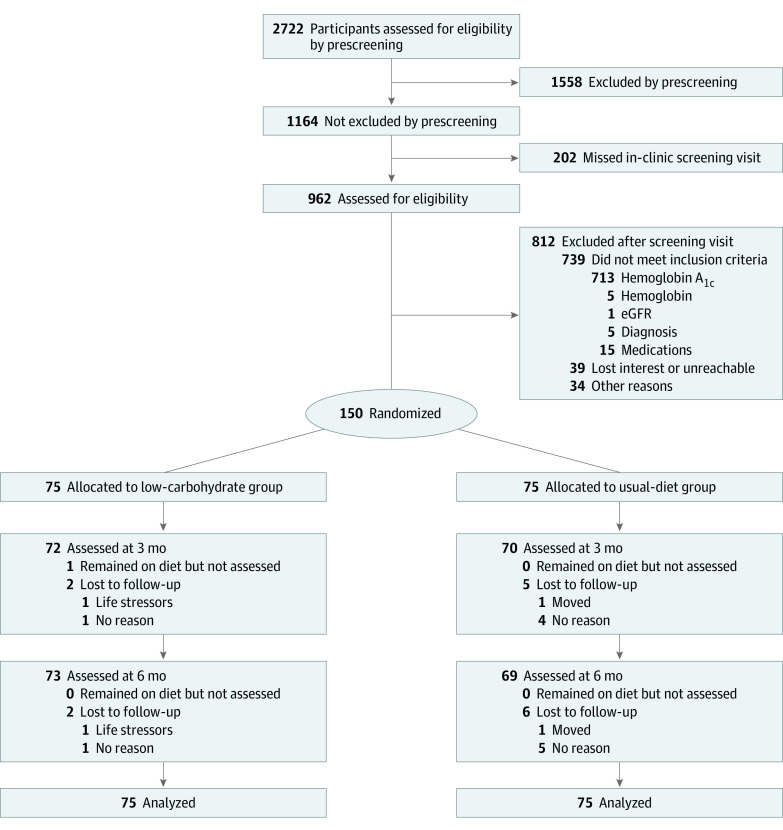 2722 Participants assessed for eligibility
by prescreening
1558 Excluded by prescreening
1164 Not excluded by prescreening
202 Missed in-clinic screening visit
962 Assessed for eligibility
812 Excluded after screening visit
739 Did not meet inclusion criteria
713 Hemoglobin A1c
5 Hemoglobin
1 eGFR
5 Diagnosis
15 Medications
39 Lost interest or unreachable
34 Other reasons
150 Randomized
75 Allocated to low-carbohydrate group
72 Assessed at 3 mo
1 Remained on diet but not assessed
2 Lost to follow-up
1 Life stressors
1 No reason
73 Assessed at 6 mo
0 Remained on diet but not assessed
2 Lost to follow-up
1 Life stressors
1 No reason
75 Analyzed
75 Allocated to usual-diet group
70 Assessed at 3 mo
0 Remained on diet but not assessed
5 Lost to follow-up
1 Moved
4 No reason
69 Assessed at 6 mo
0 Remained on diet but not assessed
6 Lost to follow-up
1 Moved
5 No reason
75 Analyzed